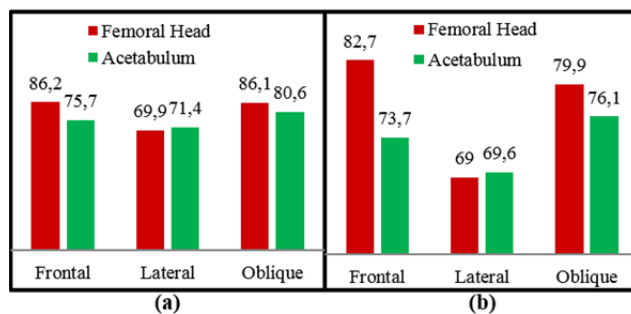 Femoral Head
Acetabulum
86,2
75,7
69,9
71,4
86,1
80,6
Frontal
Lateral
Oblique
(a)
Femoral Head
Acetabulum
82,7
73,7
69
69,6
79,9
76,1
Frontal
Lateral
Oblique
(b)